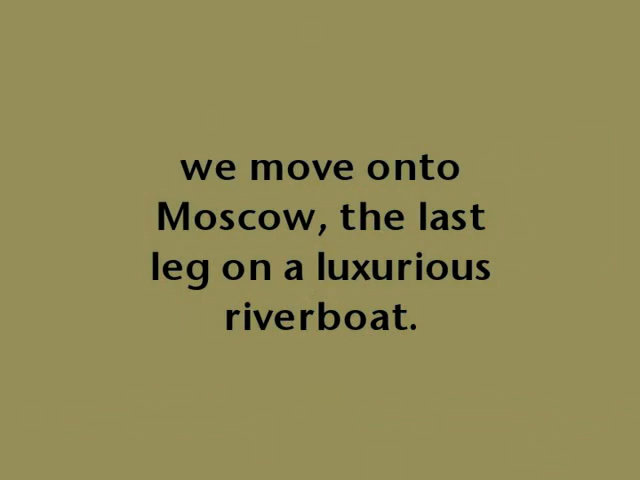 we move onto
Moscow, the last
leg on a luxurious
riverboat.